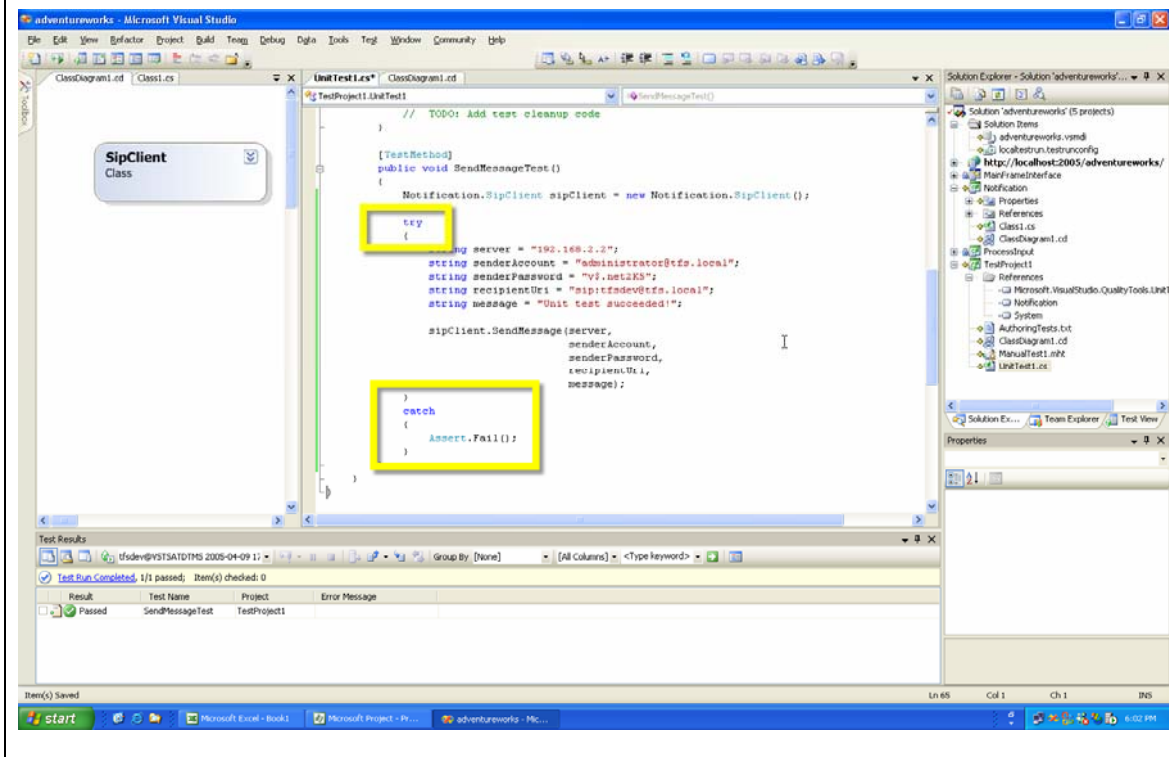 adventureworks - Microsoft Visual Studio
File Edit View Refactor Project Build Team Debug Data Tools Test Window Community Help
ClassDiagram1.cd Class1.cs
Toolbox
SipClient
Class
UnitTest1.cs* ClassDiagram1.cd
TestProject1.UnitTest1 SendMessageTest()
// TODO: Add test cleanup code
}
[TestMethod]
public void SendMessageTest()
{
Notification.SipClient sipClient = new Notification.SipClient();
try
{
string server = "192.168.2.2";
string senderAccount = "administrator@tfs.local";
string senderPassword = "v$.net2K5";
string recipientUri = "sip:tfsdev@tfs.local";
string message = "Unit test succeeded!";
sipClient.SendMessage(server,
senderAccount,
senderPassword,
recipientUri,
message);
}
catch
{
Assert.Fail();
}
}
}
Solution Explorer - Solution 'adventureworks'...
Solution 'adventureworks' (5 projects)
Solution Items
adventureworks.vsmdi
localtestrun.testrunconfig
http://localhost:2005/adventureworks/
MainFrameInterface
Notification
Properties
References
Class1.cs
ClassDiagram1.cd
ProcessInput
TestProject1
References
Microsoft.VisualStudio.QualityTools.UnitT
Notification
System
AuthoringTests.txt
ClassDiagram1.cd
ManualTest1.mht
UnitTest1.cs
Solution Ex... Team Explorer Test View
Properties
Test Results
tfsdev@VSTSATDTMS 2005-04-09 17 Group By [None] [All Columns] <Type keyword>
Test Run Completed, 1/1 passed; Item(s) checked: 0
Result Test Name Project Error Message
Passed SendMessageTest TestProject1
Item(s) Saved Ln 65 Col 1 Ch 1 INS
start Microsoft Excel - Book1 Microsoft Project - Pr... adventureworks - Mic... 6:02 PM